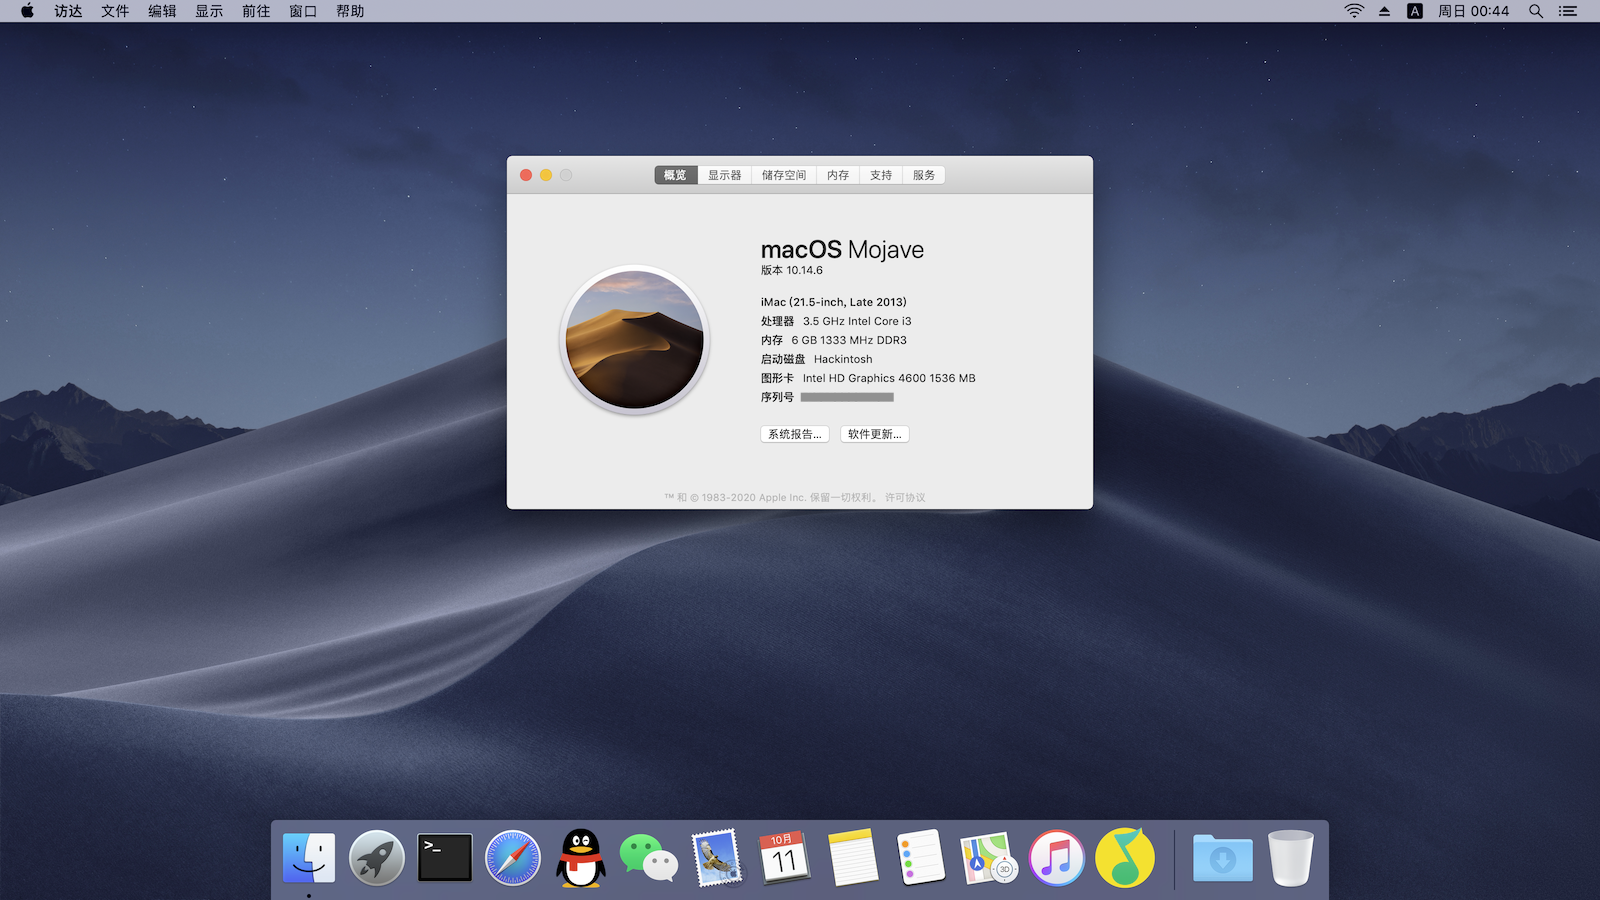 访达 文件 编辑 显示 前往 窗口 帮助 A 周日 00:44
概览 显示器 储存空间 内存 支持 服务
macOS Mojave
版本 10.14.6
iMac (21.5-inch, Late 2013)
处理器 3.5 GHz Intel Core i3
内存 6 GB 1333 MHz DDR3
启动磁盘 Hackintosh
图形卡 Intel HD Graphics 4600 1536 MB
序列号
系统报告... 软件更新...
™ 和 © 1983-2020 Apple Inc. 保留一切权利。 许可协议
>_
10月
11
3D